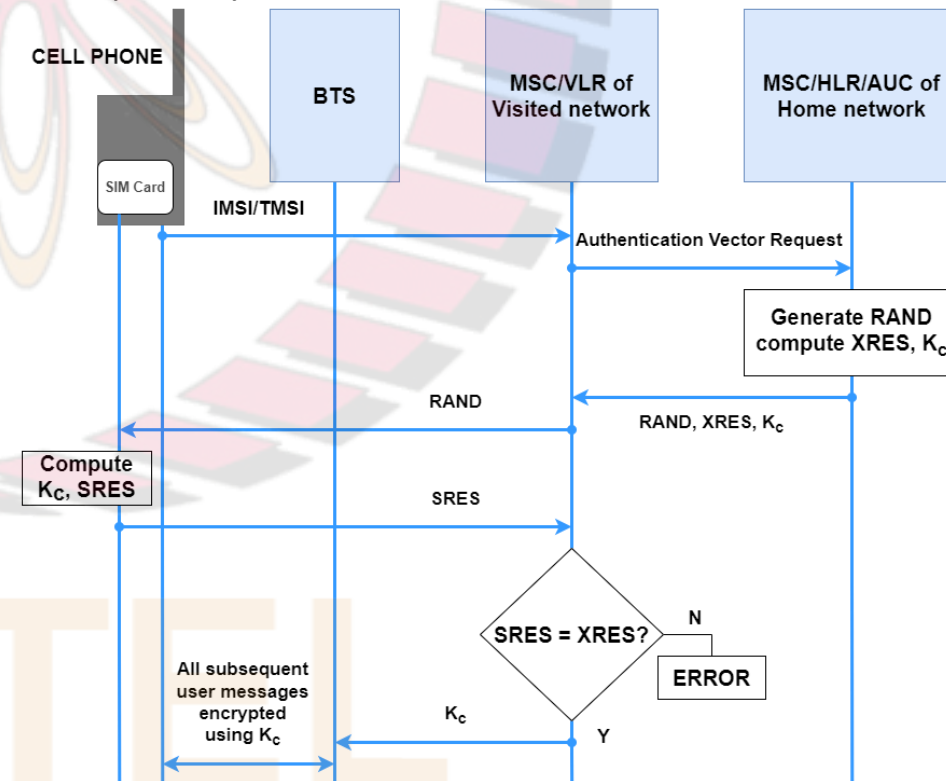 CELL PHONE
SIM Card
BTS
MSC/VLR of
Visited network
MSC/HLR/AUC of
Home network
IMSI/TMSI
Authentication Vector Request
Generate RAND
compute XRES, Kc
RAND, XRES, Kc
RAND
Compute
KC, SRES
SRES
SRES = XRES?
N
ERROR
Y
Kc
All subsequent
user messages
encrypted
using Kc
TEL